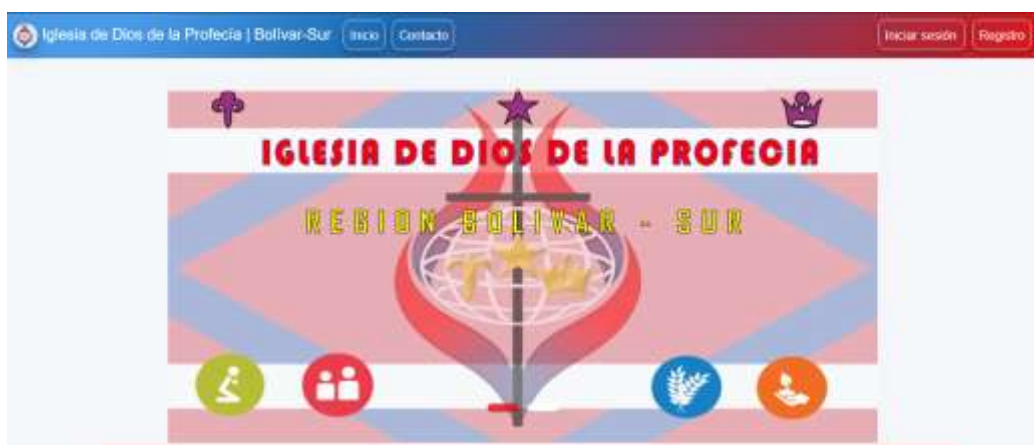 Iglesia de Dios de la Profecía | Bolívar-Sur Inicio Contacto Iniciar sesión Registro
IGLESIA DE DIOS DE LA PROFECIA
REGION BOLIVAR - SUR